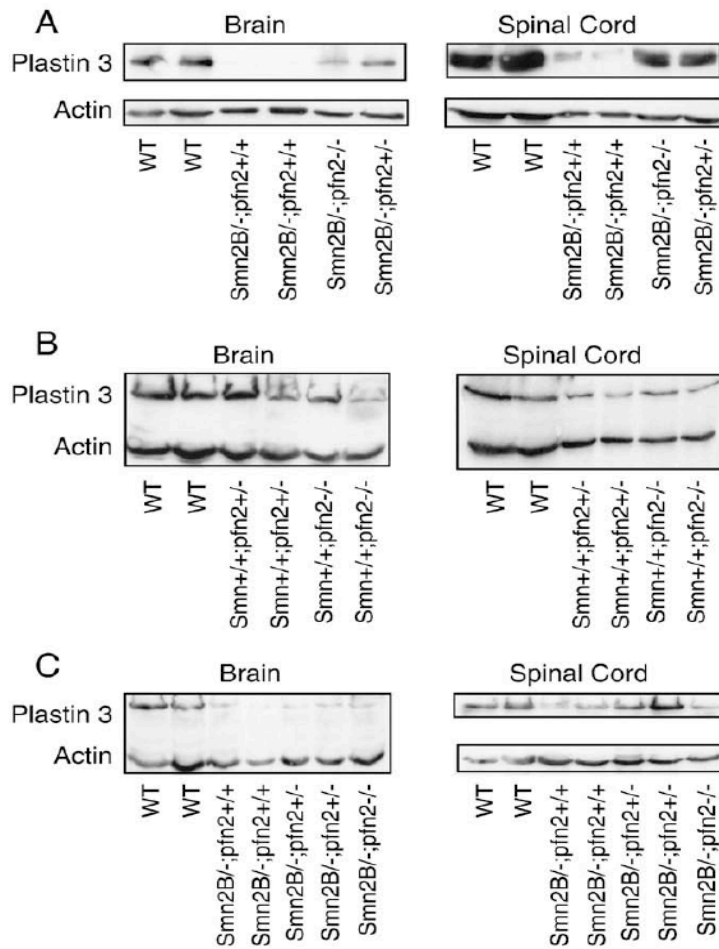 A
Brain
Spinal Cord
Plastin 3
Actin
WT
WT
Smn2B/-;pfn2+/+
Smn2B/-;pfn2+/+
Smn2B/-;pfn2-/-
Smn2B/-;pfn2+/-
WT
WT
Smn2B/-;pfn2+/+
Smn2B/-;pfn2+/+
Smn2B/-;pfn2-/-
Smn2B/-;pfn2+/-
B
Brain
Spinal Cord
Plastin 3
Actin
WT
WT
Smn+/+;pfn2+/-
Smn+/+;pfn2+/-
Smn+/+;pfn2-/-
Smn+/+;pfn2-/-
WT
WT
Smn+/+;pfn2+/-
Smn+/+;pfn2+/-
Smn+/+;pfn2-/-
Smn+/+;pfn2-/-
C
Brain
Spinal Cord
Plastin 3
Actin
WT
WT
Smn2B/-;pfn2+/+
Smn2B/-;pfn2+/+
Smn2B/-;pfn2+/-
Smn2B/-;pfn2+/-
Smn2B/-;pfn2-/-
WT
WT
Smn2B/-;pfn2+/+
Smn2B/-;pfn2+/+
Smn2B/-;pfn2+/-
Smn2B/-;pfn2+/-
Smn2B/-;pfn2-/-